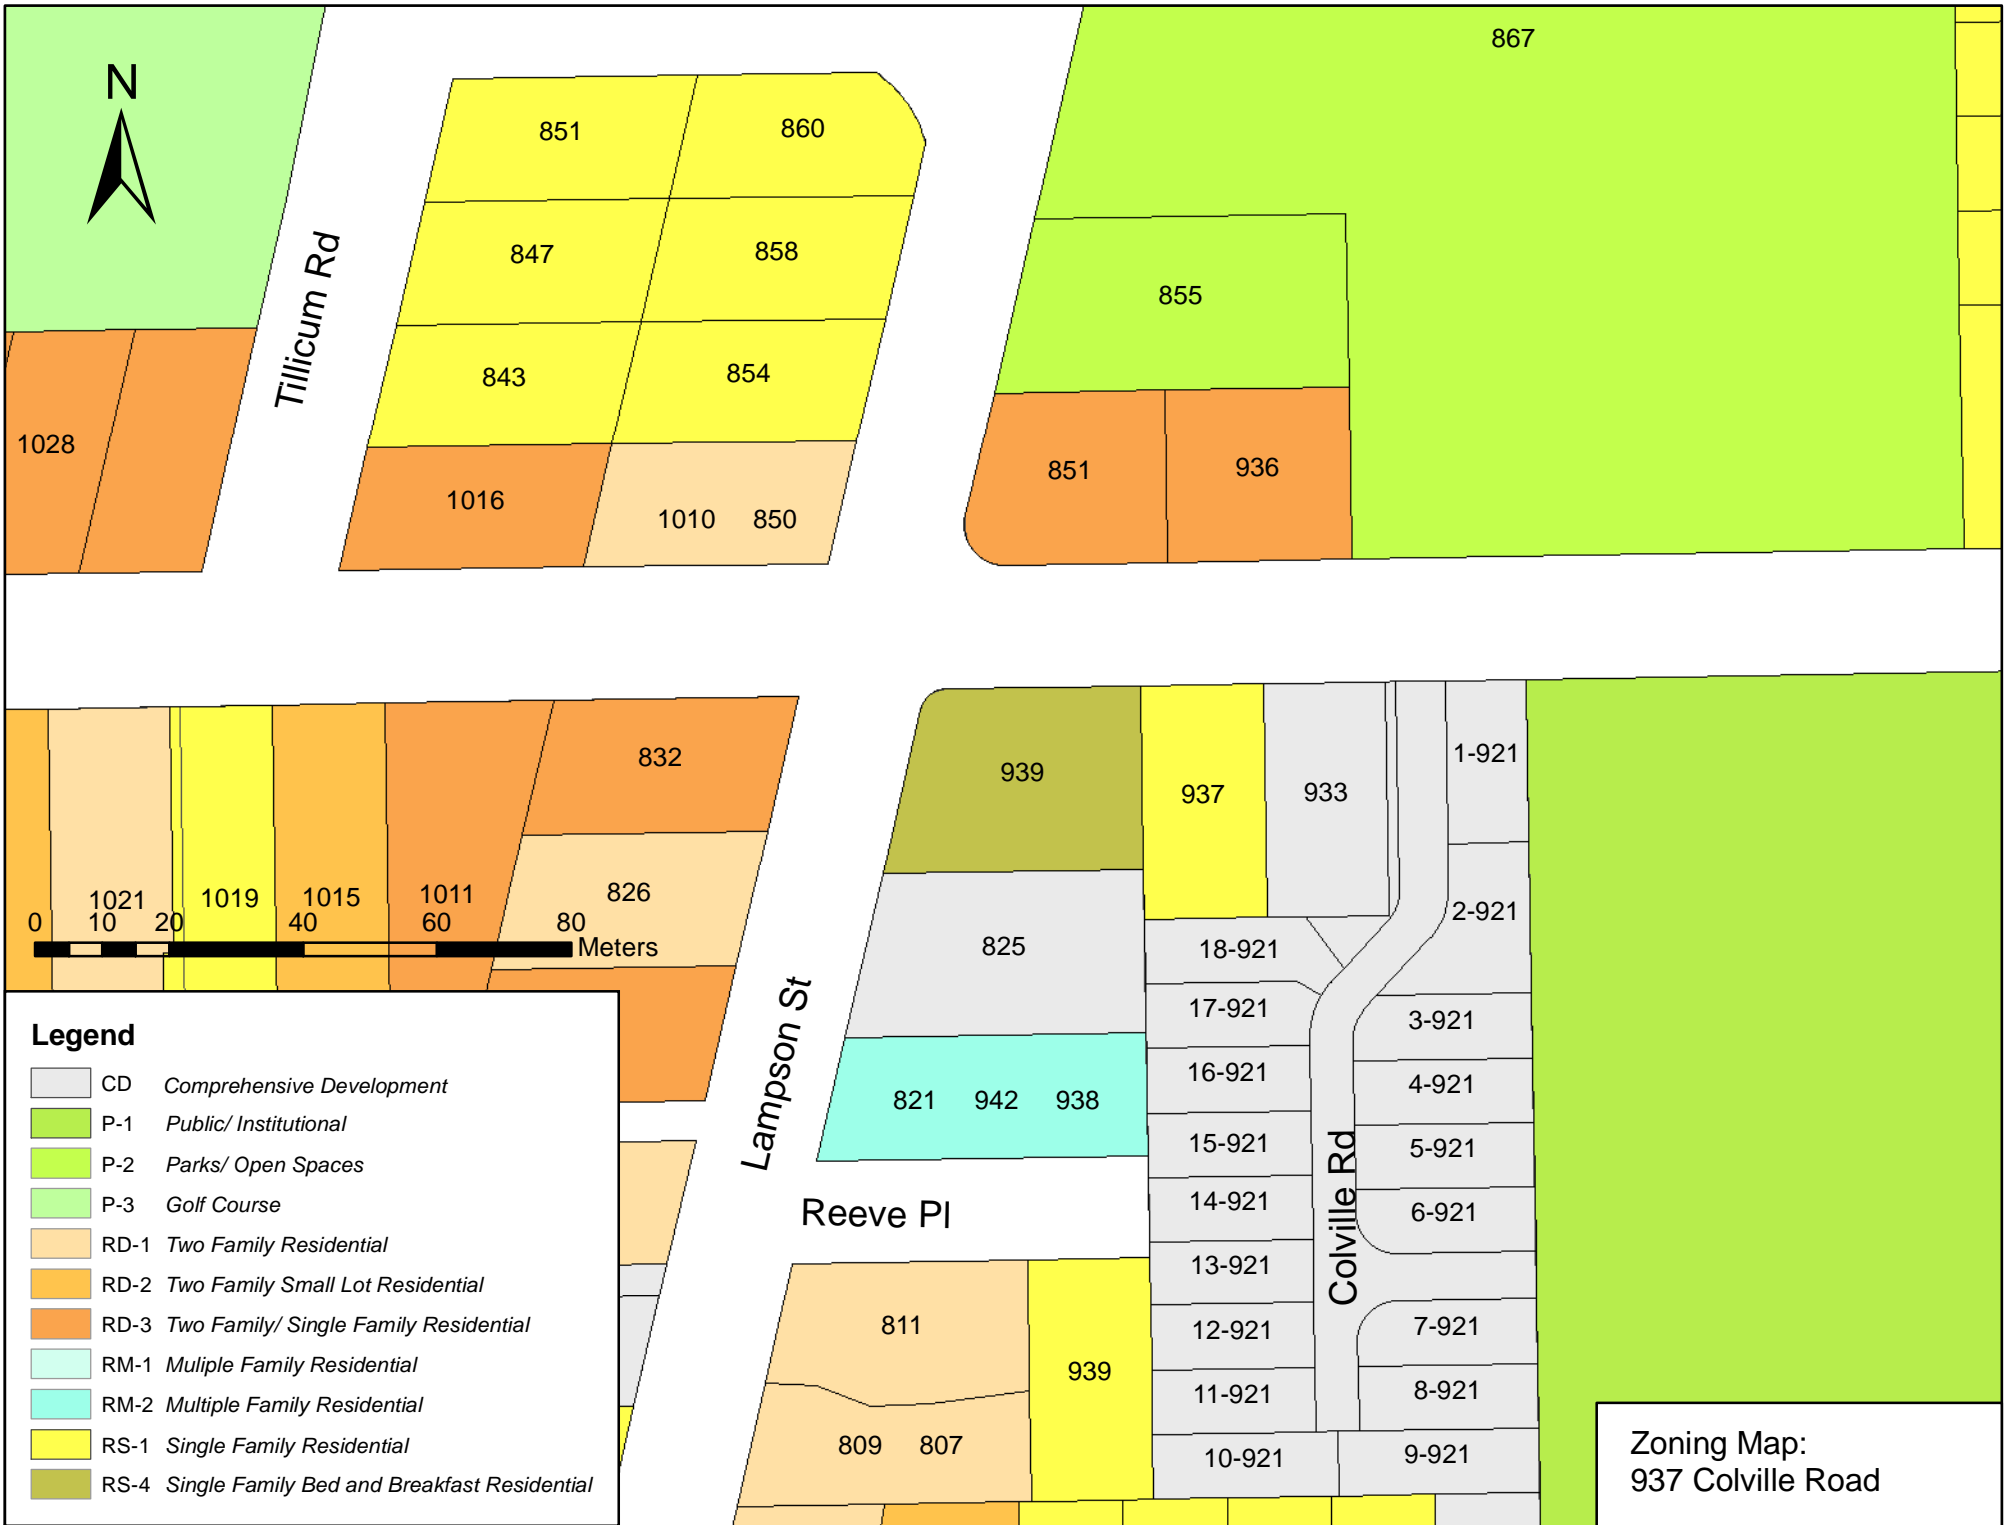 867
N
851 860
847 858
855
Tillicum Rd
843 854
1028
851 936
1016
1010 850
832
939
937 933
1-921
1021 1019 1015 1011
826
2-921
0 10 20 40 60 80
Meters
825
18-921
17-921
3-921
16-921
4-921
Lampson St
821 942 938
15-921
5-921
14-921
6-921
Reeve Pl
Colville Rd
13-921
811
12-921
7-921
939
11-921
8-921
809 807
10-921
9-921
Legend
CD Comprehensive Development
P-1 Public/ Institutional
P-2 Parks/ Open Spaces
P-3 Golf Course
RD-1 Two Family Residential
RD-2 Two Family Small Lot Residential
RD-3 Two Family/ Single Family Residential
RM-1 Muliple Family Residential
RM-2 Multiple Family Residential
RS-1 Single Family Residential
RS-4 Single Family Bed and Breakfast Residential
Zoning Map:
937 Colville Road